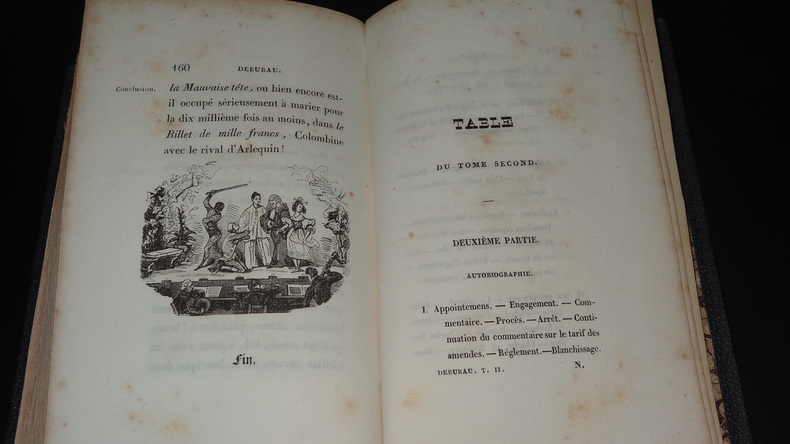 160 DEBURAU.
Conclusion.
la Mauvaise tête, ou bien encore est-
il occupé sérieusement à marier pour
la dix millième fois au moins, dans le
Billet de mille francs, Colombine
avec le rival d'Arlequin!
Fin.
TABLE
DU TOME SECOND.
DEUXIÈME PARTIE.
AUTOBIOGRAPHIE.
I. Appointemens. — Engagement. — Com-
mentaire. — Procès. — Arrêt. — Conti-
nuation du commentaire sur le tarif des
amendes. — Réglement. — Blanchissage.
DEBURAU. T. II. N.